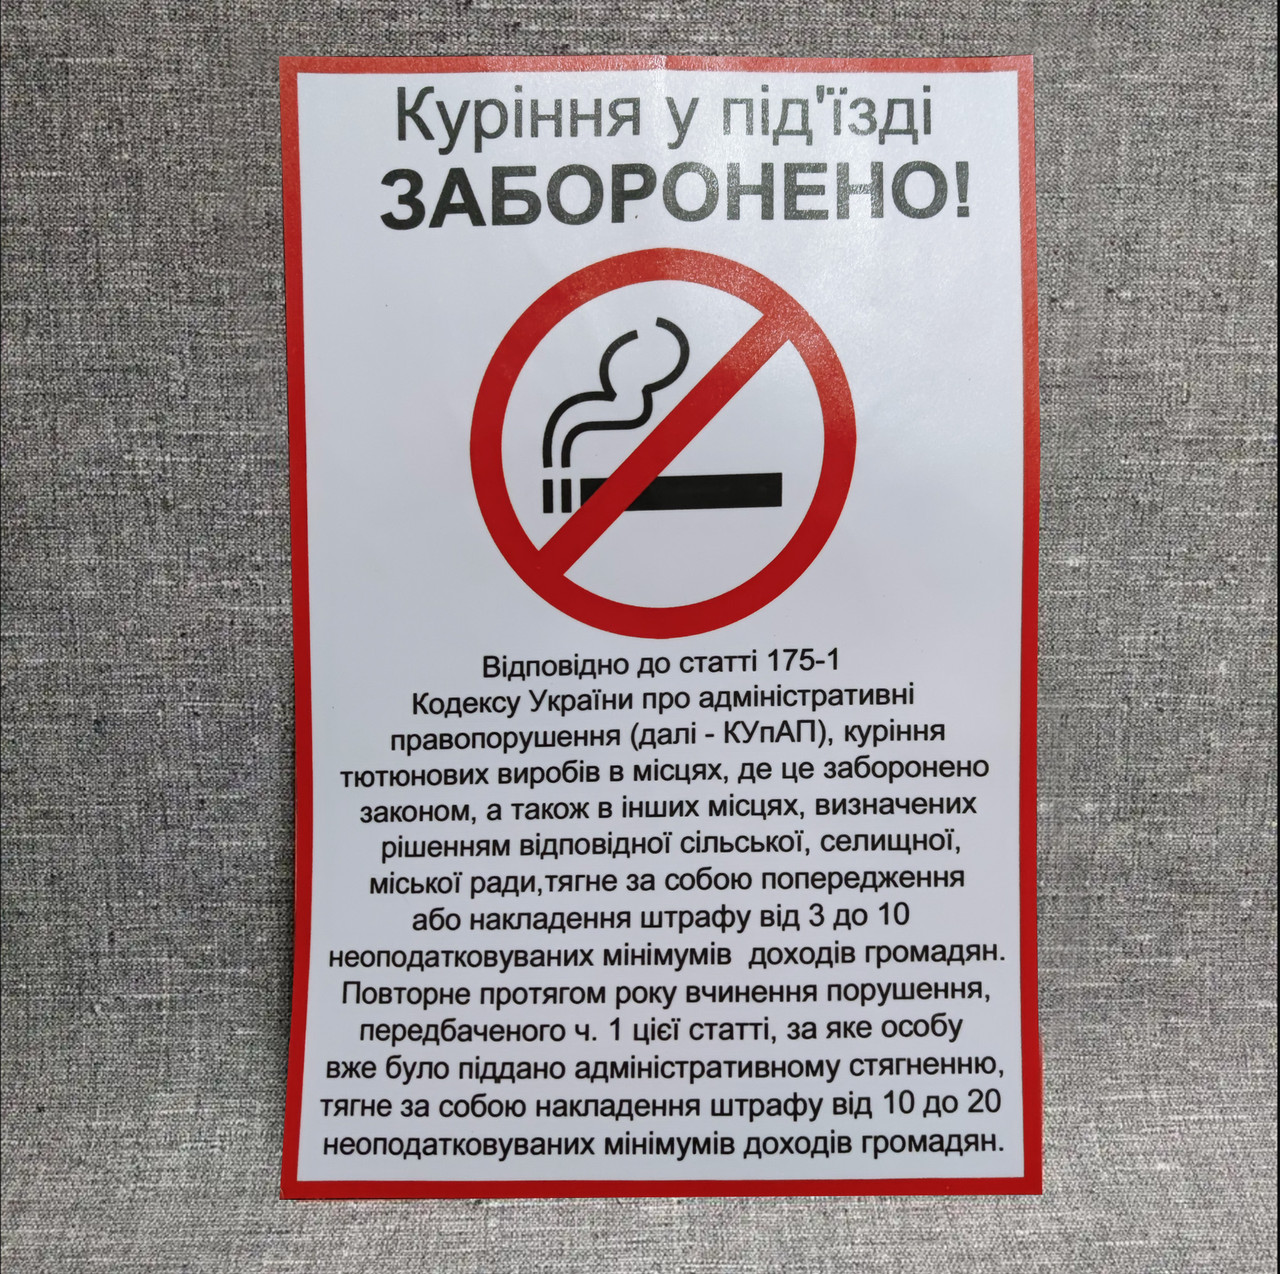 Куріння у під'їзді
ЗАБОРОНЕНО!
Відповідно до статті 175-1
Кодексу України про адміністративні
правопорушення (далі - КУпАП), куріння
тютюнових виробів в місцях, де це заборонено
законом, а також в інших місцях, визначених
рішенням відповідної сільської, селищної,
міської ради,тягне за собою попередження
або накладення штрафу від 3 до 10
неоподатковуваних мінімумів  доходів громадян.
Повторне протягом року вчинення порушення,
передбаченого ч. 1 цієї статті, за яке особу
вже було піддано адміністративному стягненню,
тягне за собою накладення штрафу від 10 до 20
неоподатковуваних мінімумів доходів громадян.